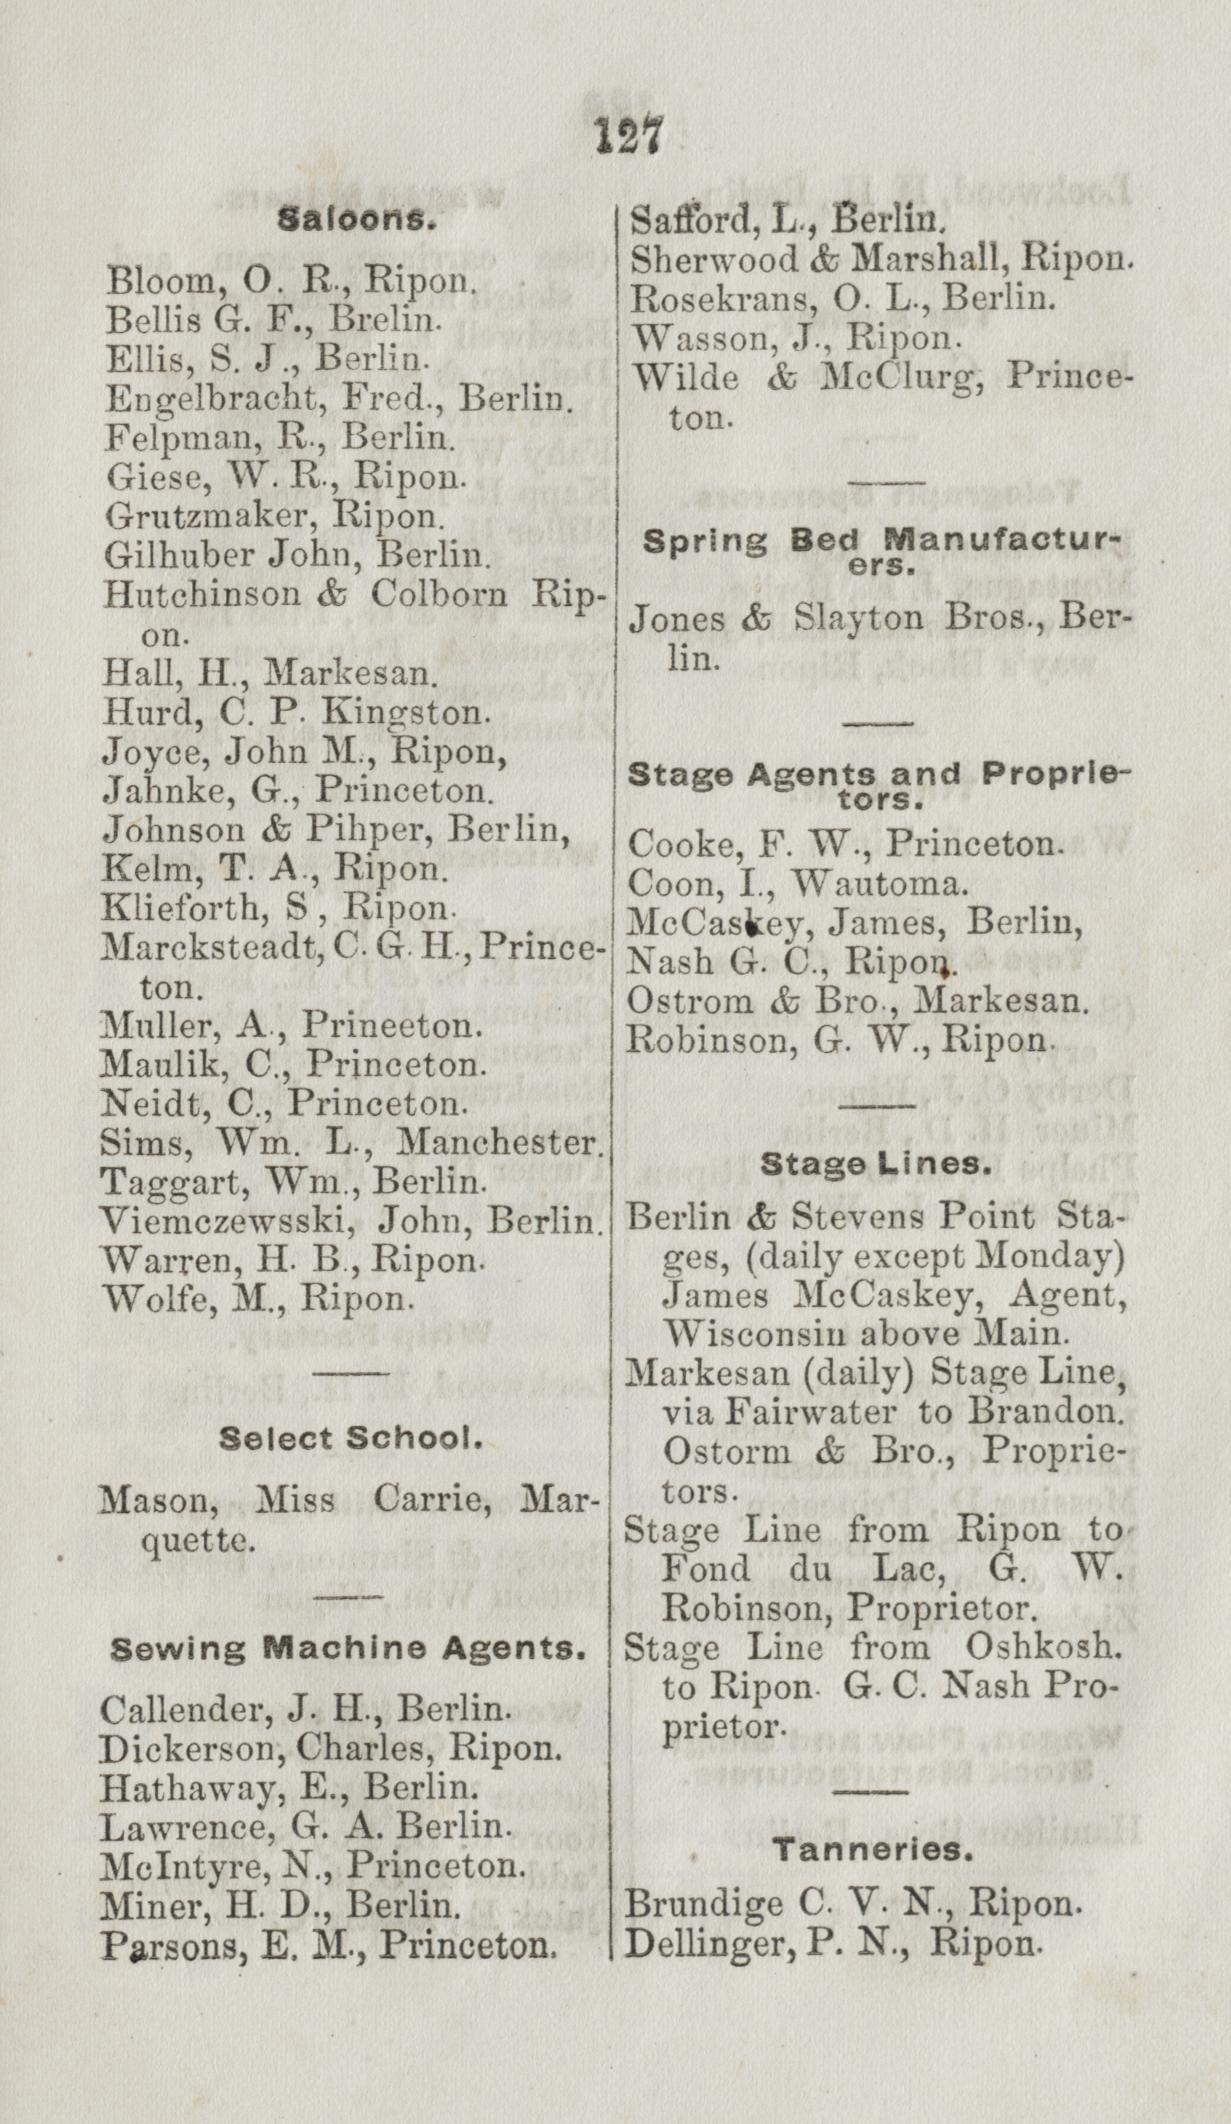 127
Saloons.
Bloom, O. R., Ripon.
Bellis G. F., Brelin.
Ellis, S. J., Berlin.
Engelbracht, Fred., Berlin.
Felpman, R., Berlin.
Giese, W. R., Ripon.
Grutzmaker, Ripon.
Gilhuber John, Berlin.
Hutchinson & Colborn Rip-
on.
Hall, H., Markesan.
Hurd, C. P. Kingston.
Joyce, John M., Ripon,
Jahnke, G., Princeton.
Johnson & Pihper, Berlin,
Kelm, T. A., Ripon.
Klieforth, S , Ripon.
Marcksteadt, C. G. H., Prince-
ton.
Muller, A., Prineeton.
Maulik, C., Princeton.
Neidt, C., Princeton.
Sims, Wm. L., Manchester.
Taggart, Wm., Berlin.
Viemczewsski, John, Berlin.
Warren, H. B., Ripon.
Wolfe, M., Ripon.
Select School.
Mason, Miss Carrie, Mar-
quette.
Sewing Machine Agents.
Callender, J. H., Berlin.
Dickerson, Charles, Ripon.
Hathaway, E., Berlin.
Lawrence, G. A. Berlin.
McIntyre, N., Princeton.
Miner, H. D., Berlin.
Parsons, E. M., Princeton.
Safford, L., Berlin.
Sherwood & Marshall, Ripon.
Rosekrans, O. L., Berlin.
Wasson, J., Ripon.
Wilde & McClurg, Prince-
ton.
Spring Bed Manufactur-
ers.
Jones & Slayton Bros., Ber-
lin.
Stage Agents and Proprie-
tors.
Cooke, F. W., Princeton.
Coon, I., Wautoma.
McCaskey, James, Berlin,
Nash G. C., Ripon.
Ostrom & Bro., Markesan.
Robinson, G. W., Ripon.
Stage Lines.
Berlin & Stevens Point Sta-
ges, (daily except Monday)
James McCaskey, Agent,
Wisconsin above Main.
Markesan (daily) Stage Line,
via Fairwater to Brandon.
Ostorm & Bro., Proprie-
tors.
Stage Line from Ripon to
Fond du Lac, G. W.
Robinson, Proprietor.
Stage Line from Oshkosh.
to Ripon. G. C. Nash Pro-
prietor.
Tanneries.
Brundige C. V. N., Ripon.
Dellinger, P. N., Ripon.